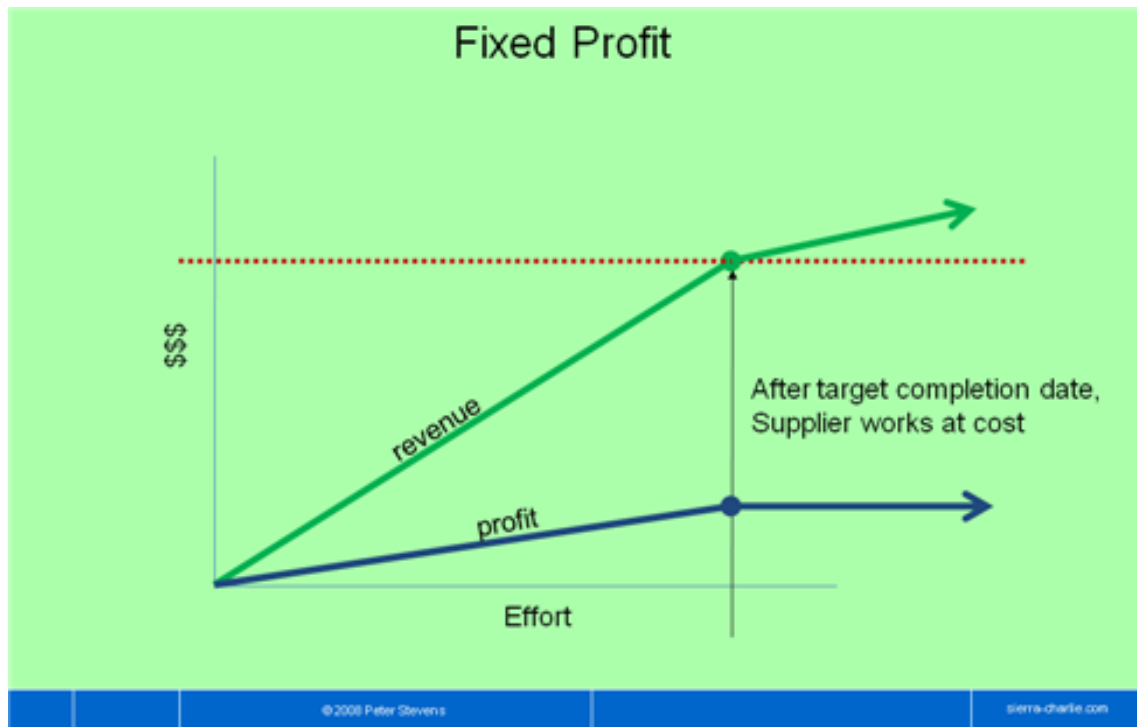 Fixed Profit
$$$
revenue
After target completion date,
Supplier works at cost
profit
Effort
© 2008 Peter Stevens
sierra-charlie.com